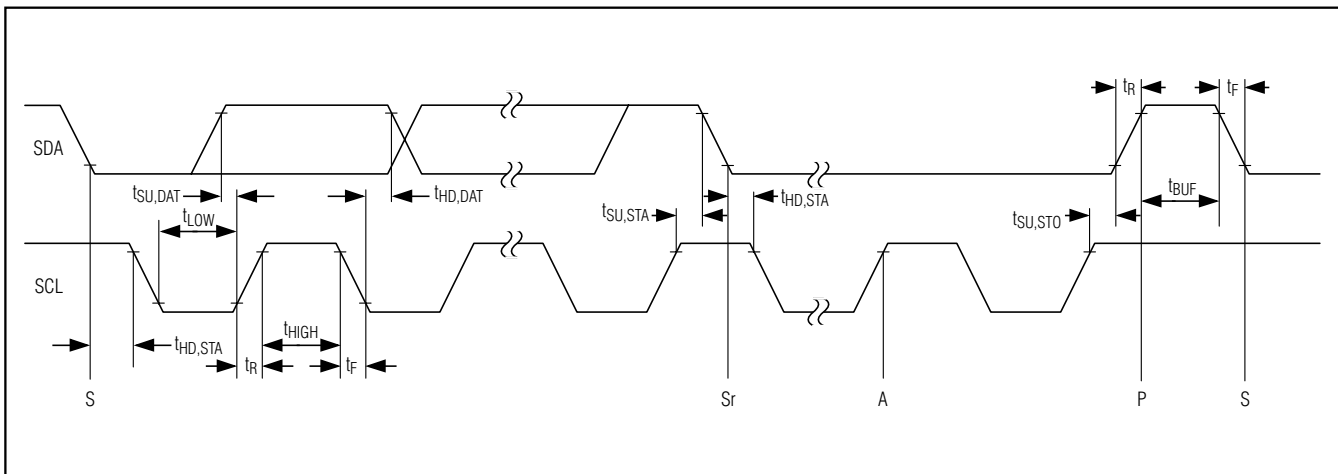 tR
tF
SDA
tSU,DAT
tHD,DAT
tHD,STA
tBUF
tLOW
tSU,STA
tSU,STO
SCL
tHIGH
tHD,STA
tR
tF
S
Sr
A
P
S